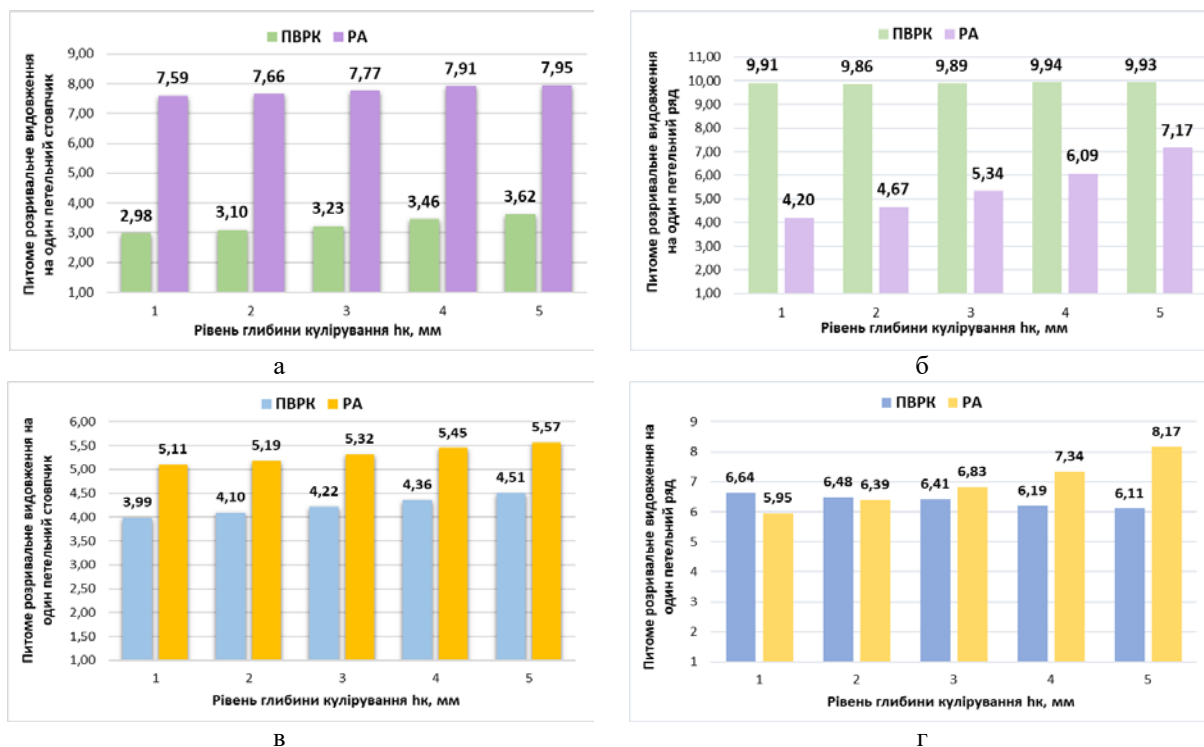 ПВРК РА
Питоме розривальне видовження
на один петельний стовпчик
9,00
8,00
7,00
6,00
5,00
4,00
3,00
2,00
1,00
7,59 7,66 7,77 7,91 7,95
2,98 3,10 3,23 3,46 3,62
1 2 3 4 5
Рівень глибини кулірування hк, мм
а
ПВРК РА
Питоме розривальне видовження
на один петельний ряд
11,00
10,00
9,00
8,00
7,00
6,00
5,00
4,00
3,00
2,00
1,00
9,91 9,86 9,89 9,94 9,93
4,20 4,67 5,34 6,09 7,17
1 2 3 4 5
Рівень глибини кулірування hк, мм
б
ПВРК РА
Питоме розривальне видовження на
один петельний стовпчик
6,00
5,50
5,00
4,50
4,00
3,50
3,00
2,50
2,00
1,50
1,00
5,11 5,19 5,32 5,45 5,57
3,99 4,10 4,22 4,36 4,51
1 2 3 4 5
Рівень глибини кулірування hк, мм
в
ПВРК РА
Питоме розривальне видовження на
один петельний ряд
9
8
7
6
5
4
3
2
1
6,64 5,95 6,48 6,39 6,41 6,83 6,19 7,34 6,11 8,17
1 2 3 4 5
Рівень глибини кулірування hк, мм
г